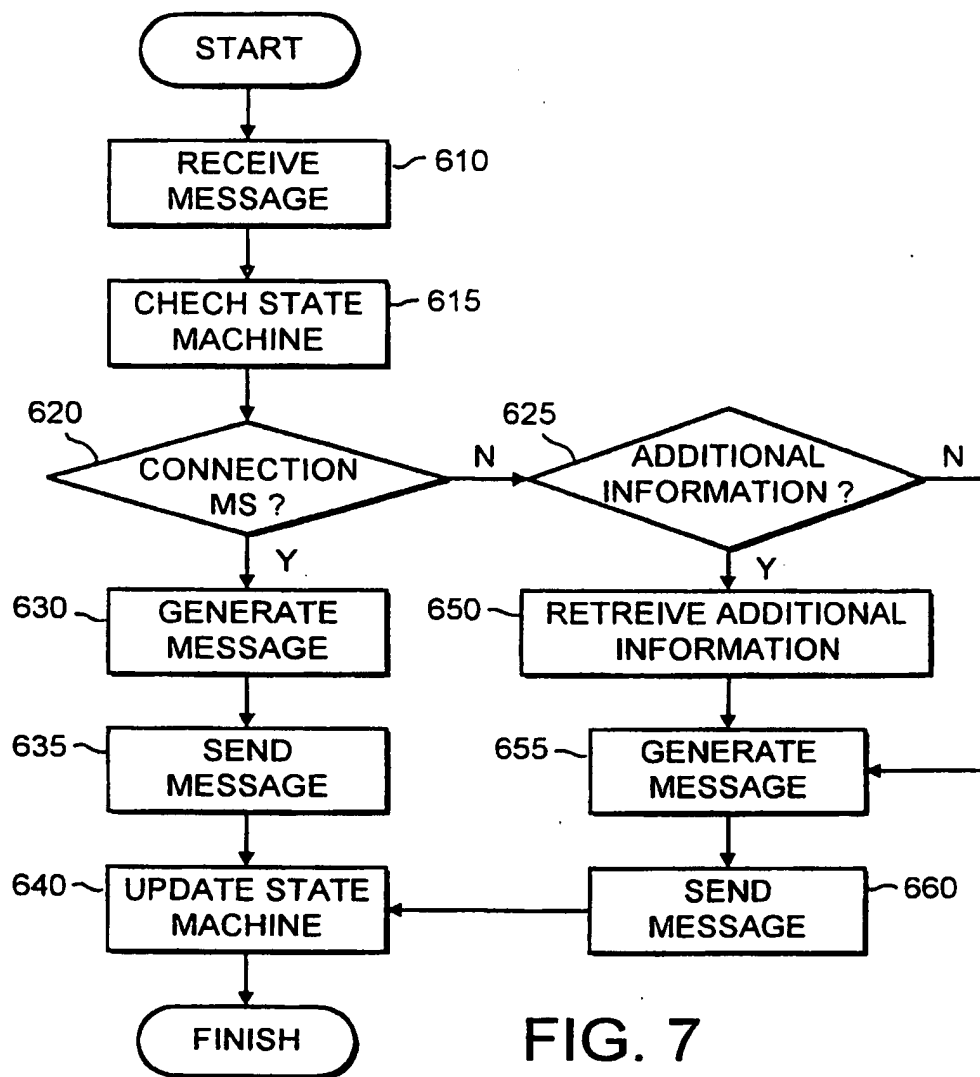 START
RECEIVE
MESSAGE
610
CHECH STATE
MACHINE
615
620
CONNECTION
MS ?
N
Y
625
ADDITIONAL
INFORMATION ?
N
Y
630
GENERATE
MESSAGE
650
RETREIVE ADDITIONAL
INFORMATION
635
SEND
MESSAGE
655
GENERATE
MESSAGE
640
UPDATE STATE
MACHINE
SEND
MESSAGE
660
FINISH
FIG. 7